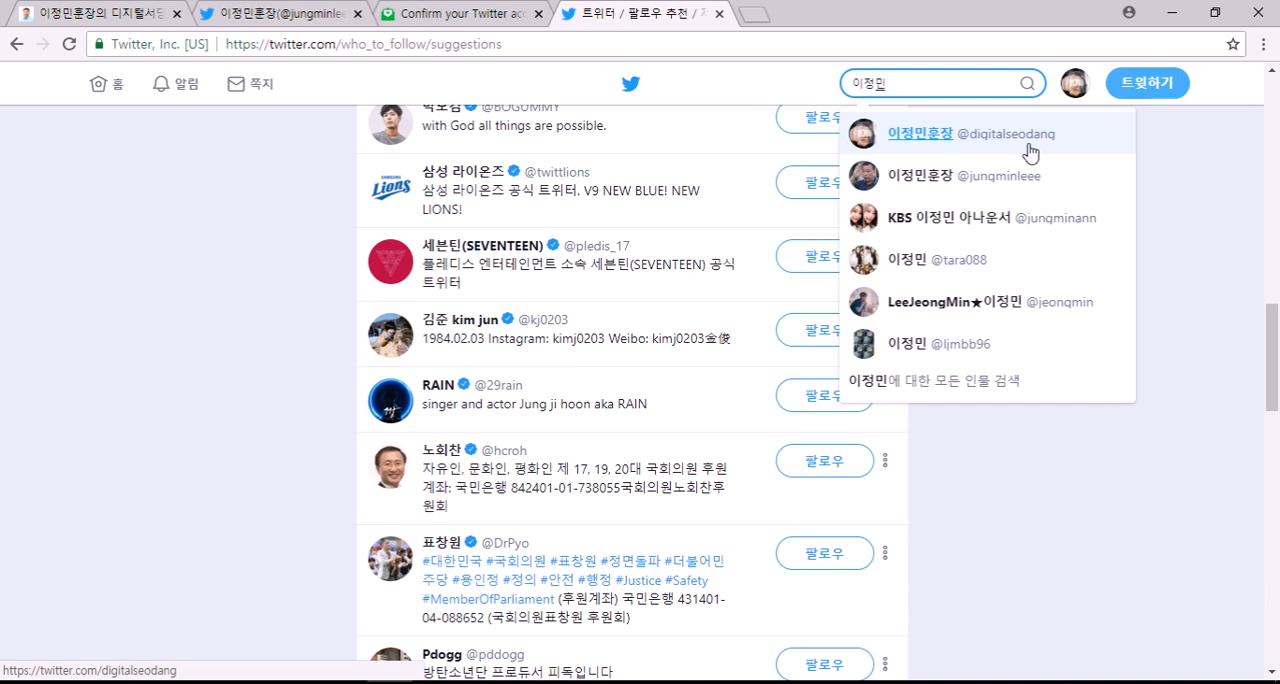 이정민훈장의 디지털서당
이정민훈장(@jungminlee
Confirm your Twitter acc
트위터 / 팔로우 추천 /
Twitter, Inc. [US]
https://twitter.com/who_to_follow/suggestions
홈
알림
쪽지
이정민
트윗하기
박보검 @BOGUMMY
with God all things are possible.
팔로우
삼성 라이온즈 @twittlions
삼성 라이온즈 공식 트위터. V9 NEW BLUE! NEW
LIONS!
팔로우
세븐틴(SEVENTEEN) @pledis_17
플레디스 엔터테인먼트 소속 세븐틴(SEVENTEEN) 공식
트위터
팔로우
김준 kim jun @kj0203
1984.02.03 Instagram: kimj0203 Weibo: kimj0203金俊
팔로우
RAIN @29rain
singer and actor Jung ji hoon aka RAIN
팔로우
노회찬 @hcroh
자유인, 문화인, 평화인 제 17, 19, 20대 국회의원 후원
계좌: 국민은행 842401-01-738055국회의원노회찬후
원회
팔로우
표창원 @DrPyo
#대한민국 #국회의원 #표창원 #정면돌파 #더불어민
주당 #용인정 #정의 #안전 #행정 #Justice #Safety
#MemberOfParliament (후원계좌) 국민은행 431401-
04-088652 (국회의원표창원 후원회)
팔로우
Pdogg @pddogg
방탄소년단 프로듀서 피독입니다
팔로우
이정민훈장 @digitalseodang
이정민훈장 @jungminleee
KBS 이정민 아나운서 @jungminann
이정민 @tara088
LeeJeongMin★이정민 @jeongmin
이정민 @ljmbb96
이정민에 대한 모든 인물 검색
https://twitter.com/digitalseodang
Lions